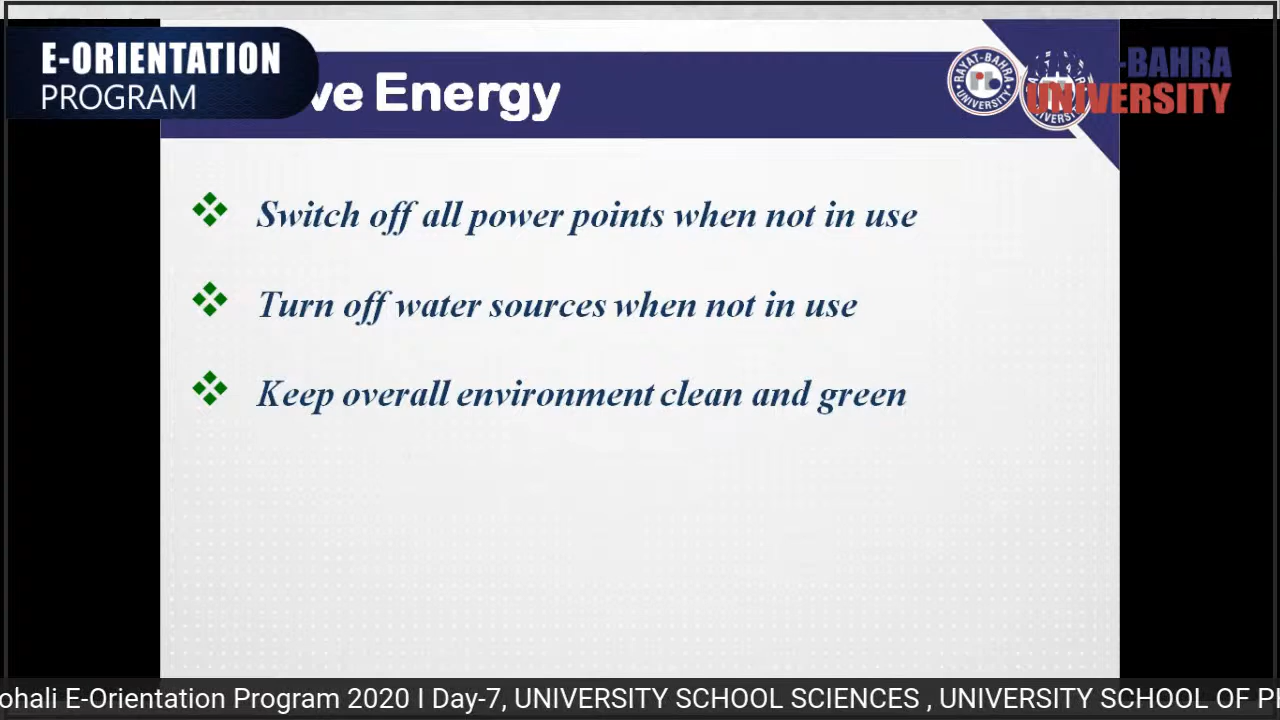 E-ORIENTATION
PROGRAM
ve Energy
RAYAT-BAHRA
UNIVERSITY
-BAHRA
UNIVERSITY
Switch off all power points when not in use
Turn off water sources when not in use
Keep overall environment clean and green
ohali E-Orientation Program 2020 I Day-7, UNIVERSITY SCHOOL SCIENCES , UNIVERSITY SCHOOL OF